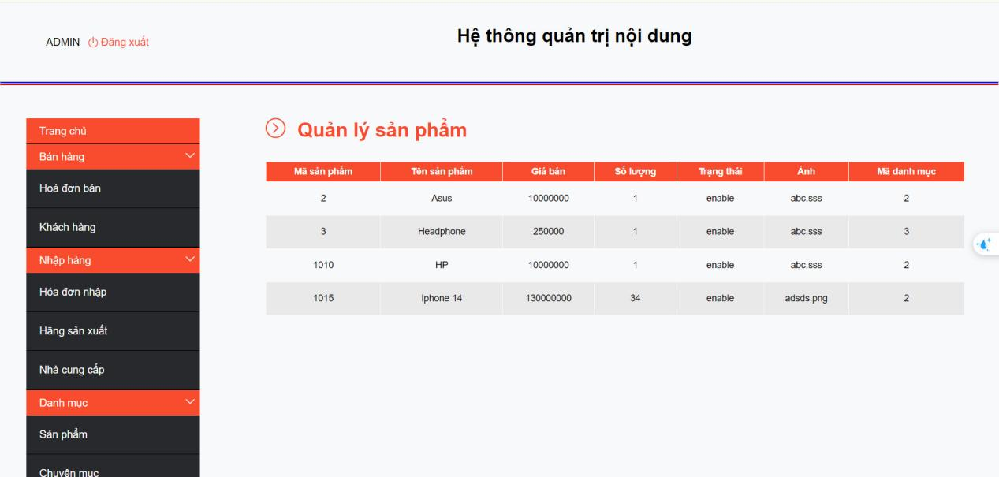 ADMIN Đăng xuất
Hệ thông quản trị nội dung
Trang chủ
Bán hàng
Hoá đơn bán
Khách hàng
Nhập hàng
Hóa đơn nhập
Hãng sản xuất
Nhà cung cấp
Danh mục
Sản phẩm
Chuyên mục
Quản lý sản phẩm
Mã sản phẩm Tên sản phẩm Giá bán Số lượng Trạng thái Ảnh Mã danh mục
2 Asus 10000000 1 enable abc.sss 2
3 Headphone 250000 1 enable abc.sss 3
1010 HP 10000000 1 enable abc.sss 2
1015 Iphone 14 130000000 34 enable adsds.png 2